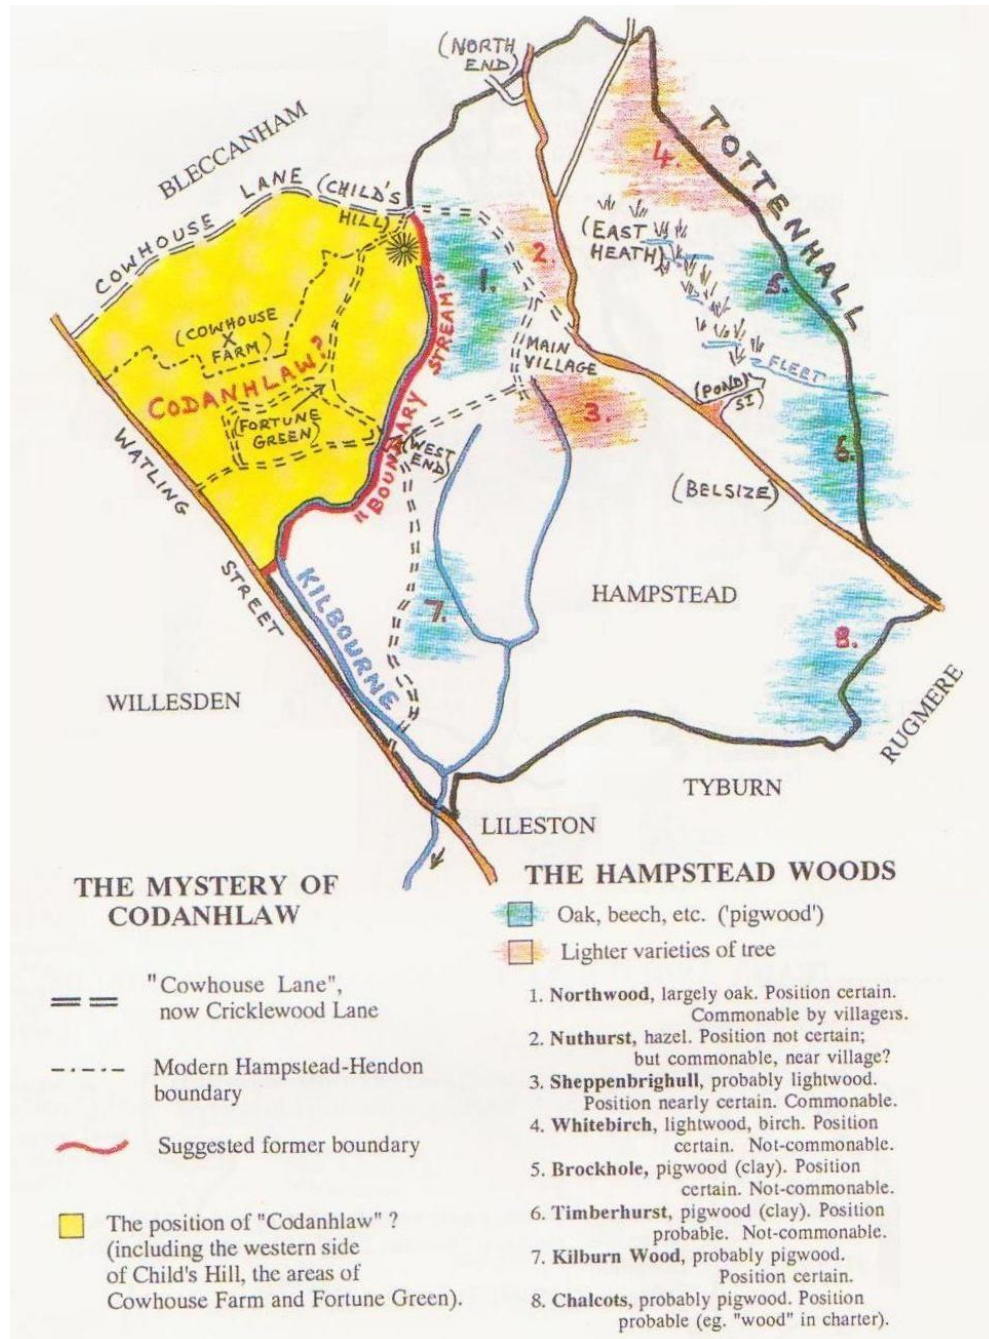 (NORTH
END)
BLECCANHAM
COWHOUSE LANE (CHILD'S
HILL)
TOTTENHALL
4.
(EAST
HEATH)
2.
1.
5.
"BOUNDARY STREAM"
(COWHOUSE
X
FARM)
CODANHLAW?
MAIN
VILLAGE
FLEET
(POND
ST)
3.
(FORTUNE
GREEN)
(WEST
END)
6.
WATLING STREET
(BELSIZE)
HAMPSTEAD
KILBOURNE
7.
8.
WILLESDEN
RUGMERE
TYBURN
LILESTON
THE MYSTERY OF
CODANHLAW
"Cowhouse Lane",
now Cricklewood Lane
Modern Hampstead-Hendon
boundary
Suggested former boundary
The position of "Codanhlaw" ?
(including the western side
of Child's Hill, the areas of
Cowhouse Farm and Fortune Green).
THE HAMPSTEAD WOODS
Oak, beech, etc. ('pigwood')
Lighter varieties of tree
1. Northwood, largely oak. Position certain.
Commonable by villagers.
2. Nuthurst, hazel. Position not certain;
but commonable, near village?
3. Sheppenbrighull, probably lightwood.
Position nearly certain. Commonable.
4. Whitebirch, lightwood, birch. Position
certain. Not-commonable.
5. Brockhole, pigwood (clay). Position
certain. Not-commonable.
6. Timberhurst, pigwood (clay). Position
probable. Not-commonable.
7. Kilburn Wood, probably pigwood.
Position certain.
8. Chalcots, probably pigwood. Position
probable (eg. "wood" in charter).